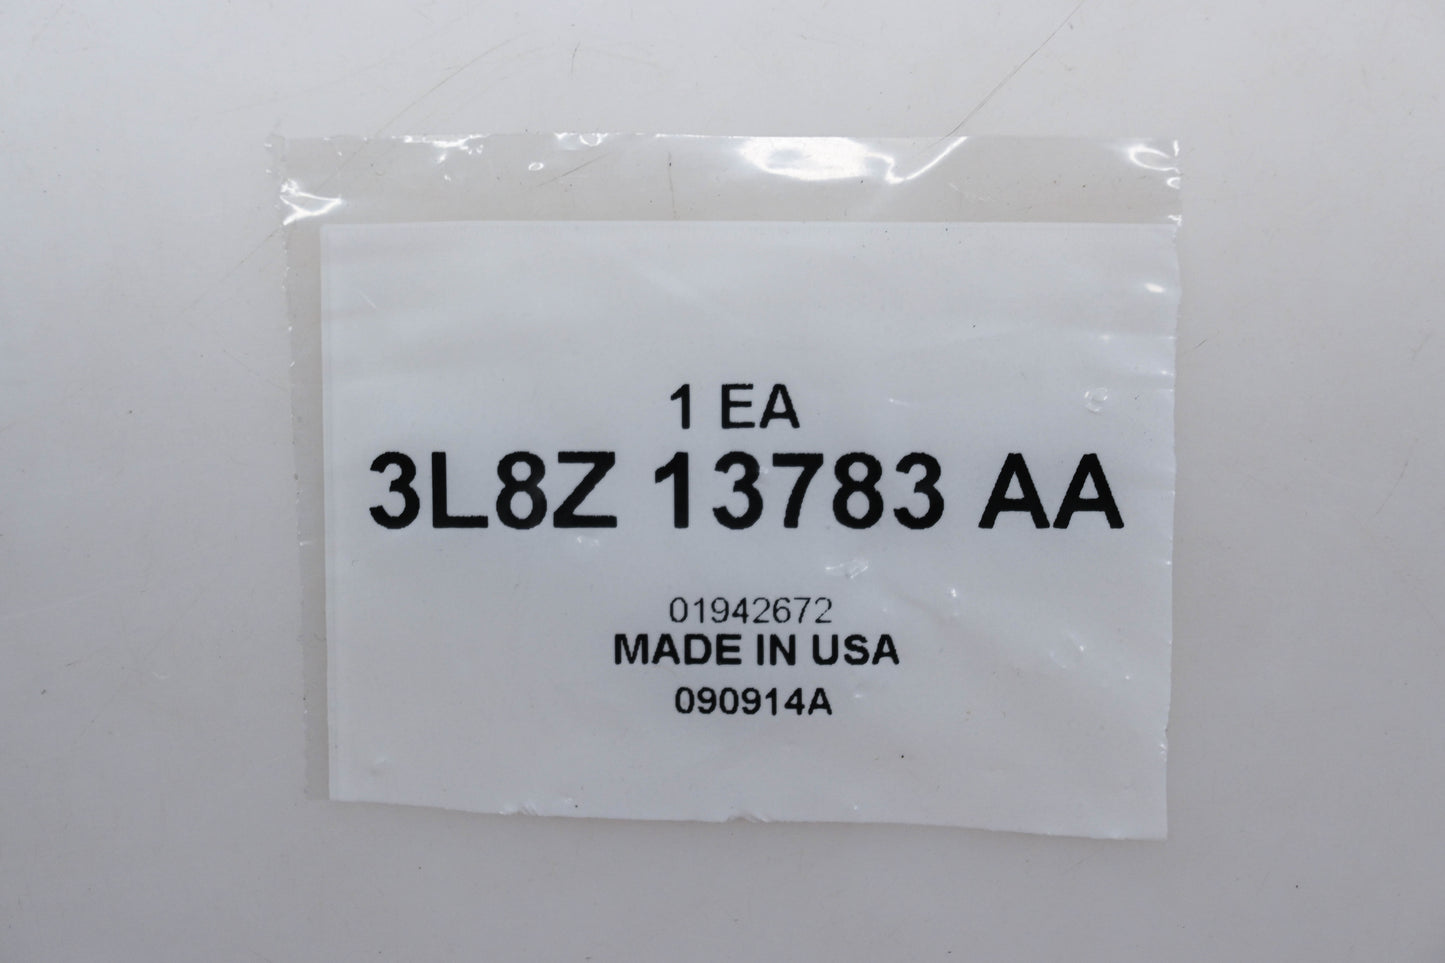 1 EA
3L8Z 13783 AA
01942672
MADE IN USA
090914A